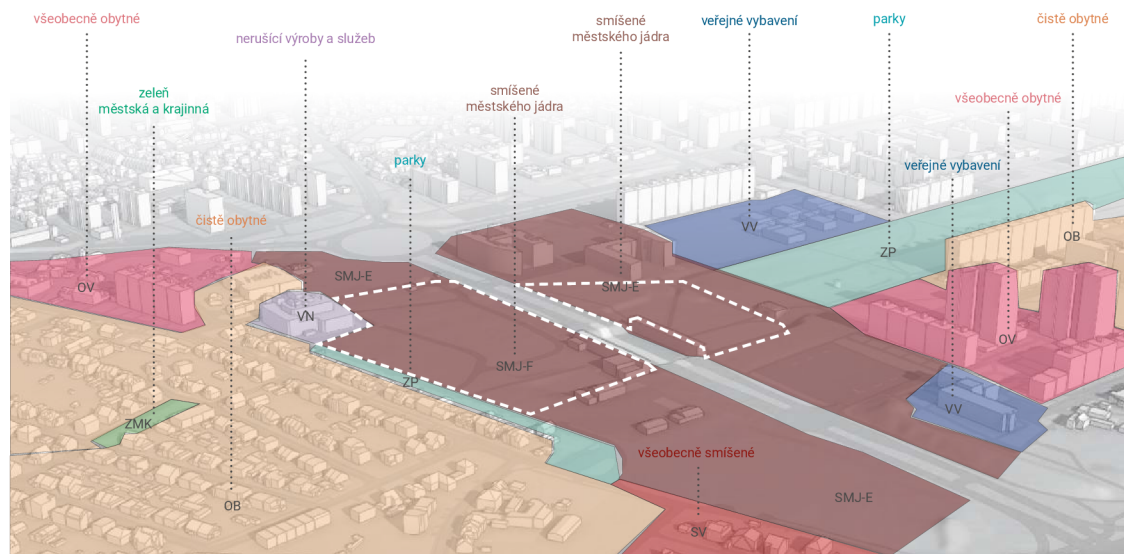 všeobecně obytné
smíšené
městského jádra
veřejné vybavení
parky
čistě obytné
nerušící výroby a služeb
zeleň
městská a krajinná
smíšené
městského jádra
všeobecně obytné
parky
veřejné vybavení
čistě obytné
VV
OB
ZP
SMJ-E
OV
SMJ-E
VN
OV
SMJ-F
ZP
VV
ZMK
všeobecně smíšené
SMJ-E
OB
SV